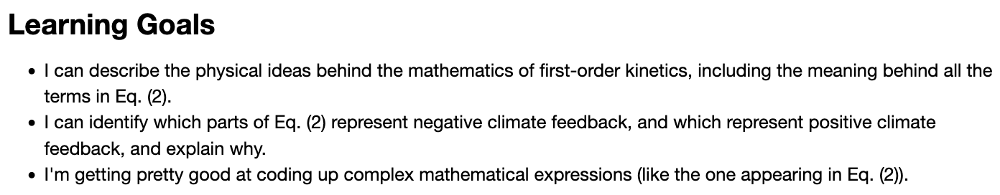 Learning Goals
• I can describe the physical ideas behind the mathematics of first-order kinetics, including the meaning behind all the
terms in Eq. (2).
• I can identify which parts of Eq. (2) represent negative climate feedback, and which represent positive climate
feedback, and explain why.
• I'm getting pretty good at coding up complex mathematical expressions (like the one appearing in Eq. (2)).